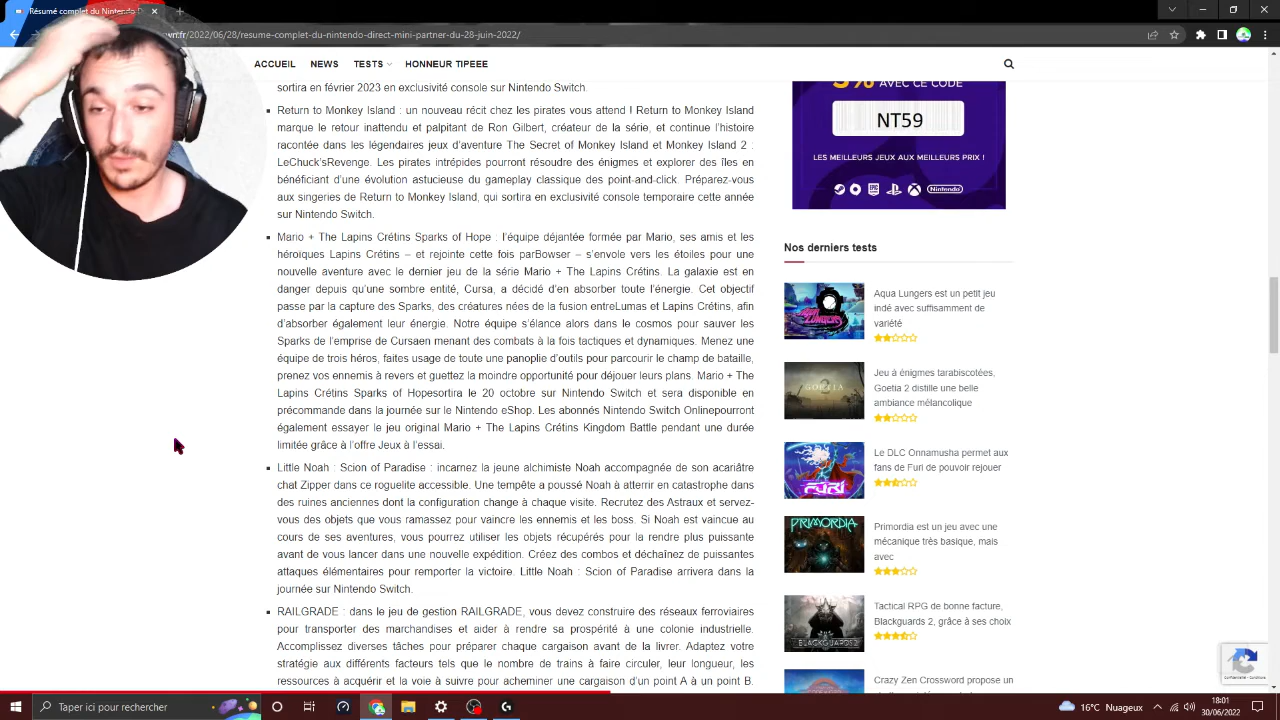 Résumé complet du Nintendo D
wn.fr/2022/06/28/resume-complet-du-nintendo-direct-mini-partner-du-28-juin-2022/
ACCUEIL NEWS TESTS HONNEUR TIPEEE
sortir en février 2023 en exclusivité console sur Nintendo Switch.
Return to Monkey Island : un nouveau récit chez les pirates vous attend ! Return to Monkey Island
marque le retour inattendu et palpitant de Ron Gilbert, créateur de la série, et continue l'histoire
racontée dans les légendaires jeux d'aventure The Secret of Monkey Island et Monkey Island 2 :
LeChuck'sRevenge. Les pirates intrépides pourront résoudre des énigmes et explorer des îles en
bénéficiant d'une évolution astucieuse du gameplay classique des point-and-click. Préparez-vous
aux singeries de Return to Monkey Island, qui sortira en exclusivité console temporaire cette année
sur Nintendo Switch.
Mario + The Lapins Crétins Sparks of Hope : l'équipe déjantée formée par Mario, ses amis et les
héroïques Lapins Crétins – et rejointe cette fois parBowser – s'envole vers les étoiles pour une
nouvelle aventure avec le dernier jeu de la série Mario + The Lapins Crétins. La galaxie est en
danger depuis qu'une sombre entité, Cursa, a décidé d'en absorber toute l'énergie. Cet objectif
passe par la capture des Sparks, des créatures nées de la fusion entreLumas et Lapins Crétins, afin
d'absorber également leur énergie. Notre équipe s'élance alors dans le cosmos pour sauver les
Sparks de l'emprise de Cursaen menant des combats à la fois tactiques et dynamiques. Menez une
équipe de trois héros, faites usage de toute une panoplie d'outils pour parcourir le champ de bataille,
prenez vos ennemis à revers et guettez la moindre opportunité pour déjouer leurs plans. Mario + The
Lapins Crétins Sparks of Hopesortira le 20 octobre sur Nintendo Switch et sera disponible en
précommande dans la journée sur le Nintendo eShop. Les abonnés Nintendo Switch Onlinepourront
également essayer le jeu original Mario + The Lapins Crétins Kingdom Battle pendant une durée
limitée grâce à l'offre Jeux à l'essai.
Little Noah : Scion of Paradise : incarnez la jeune alchimiste Noah accompagnée de son acariâtre
chat Zipper dans ce roguelite accessible. Une tempête a poussé Noah à atterrir en catastrophe dans
des ruines anciennes dont la configuration change à chaque visite. Recrutez des Astraux et servez-
vous des objets que vous ramassez pour vaincre les ennemis et les boss. Si Noah est vaincue au
cours de ses aventures, vous pourrez utiliser les objets récupérés pour la rendre plus puissante
avant de vous lancer dans une nouvelle expédition. Créez des combos et déchaînez de puissantes
attaques élémentaires pour remporter la victoire. Little Noah : Scion of Paradise arrivera dans la
journée sur Nintendo Switch.
RAILGRADE : dans le jeu de gestion RAILGRADE, vous devez construire des réseaux ferroviaires
pour transporter des marchandises et aider à rendre sa prospérité à une colonie industrielle.
Accomplissez diverses tâches pour préparer chaque cargaison avant de la livrer. Adaptez votre
stratégie aux différents facteurs tels que le nombre de trains à faire circuler, leur longueur, les
ressources à acquérir et la voie à suivre pour acheminer une cargaison d'un point A à un point B.
AVEC CE CODE
NT59
LES MEILLEURS JEUX AUX MEILLEURS PRIX !
Nintendo
Nos derniers tests
Aqua Lungers est un petit jeu
indé avec suffisamment de
variété
Jeu à énigmes tarabiscotées,
Goetia 2 distille une belle
ambiance mélancolique
GOETIA
Le DLC Onnamusha permet aux
fans de Furi de pouvoir rejouer
FURI
Primordia est un jeu avec une
mécanique très basique, mais
avec
PRIMORDIA
Tactical RPG de bonne facture,
Blackguards 2, grâce à ses choix
BLACKGUARDS 2
Crazy Zen Crossword propose un
Confidentialité - Conditions
Taper ici pour rechercher
16°C Nuageux
18:01
30/06/2022